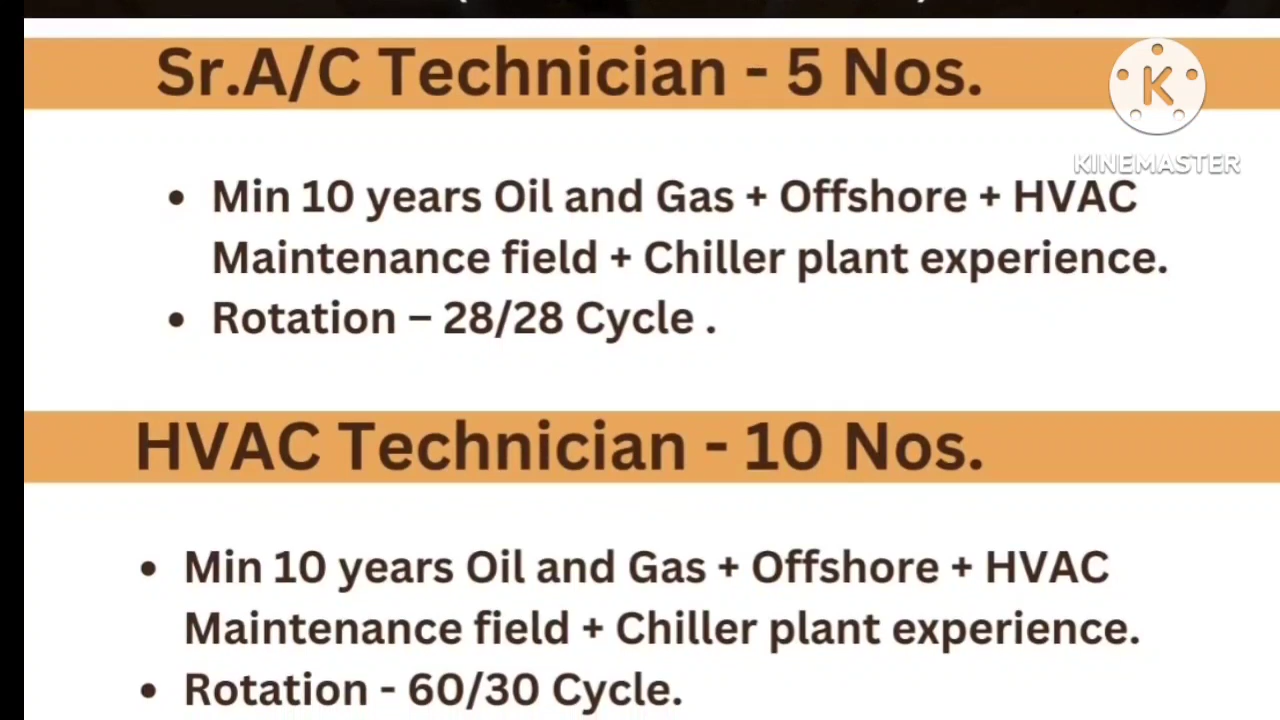 Sr.A/C Technician - 5 Nos.
K
KINEMASTER
• Min 10 years Oil and Gas + Offshore + HVAC
Maintenance field + Chiller plant experience.
• Rotation – 28/28 Cycle .
HVAC Technician - 10 Nos.
• Min 10 years Oil and Gas + Offshore + HVAC
Maintenance field + Chiller plant experience.
• Rotation - 60/30 Cycle.